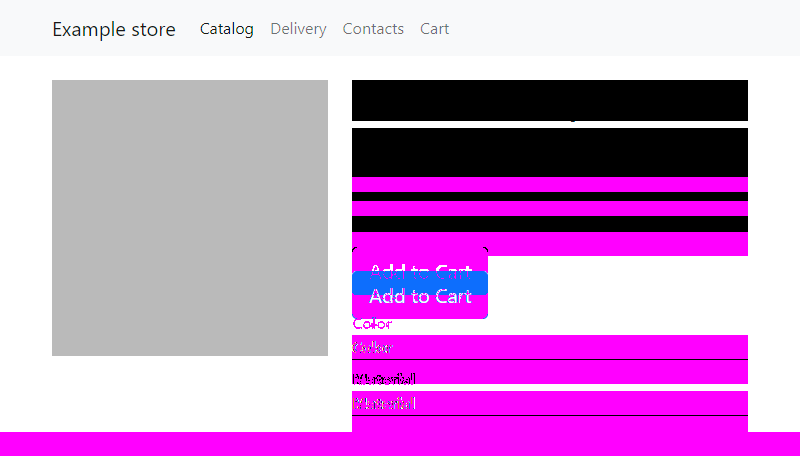 Example store Catalog Delivery Contacts Cart
Add to Cart
Add to Cart
Color
Color
Material
Material